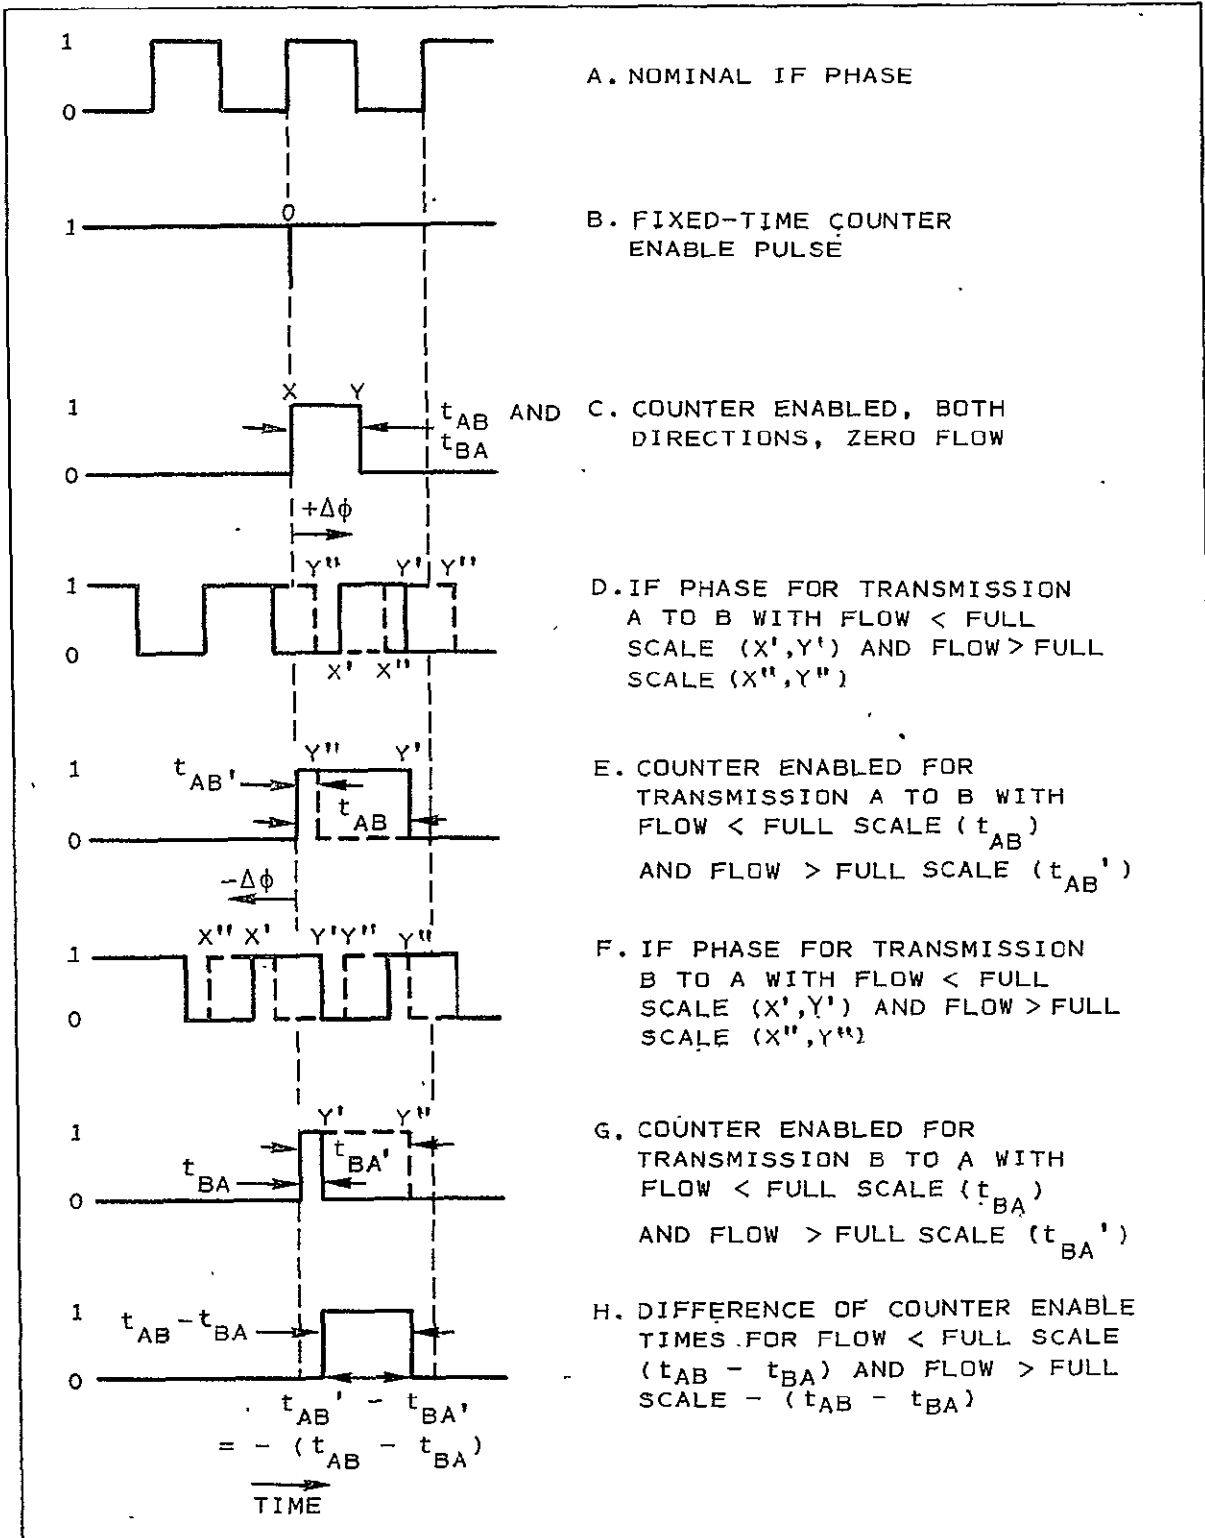 1
0
A. NOMINAL IF PHASE
0
1
B. FIXED-TIME COUNTER
ENABLE PULSE
X Y
1
0
t_AB AND
t_BA
C. COUNTER ENABLED, BOTH
DIRECTIONS, ZERO FLOW
+Δϕ
Y" Y' Y"
1
0
X' X"
D. IF PHASE FOR TRANSMISSION
A TO B WITH FLOW < FULL
SCALE (X',Y') AND FLOW > FULL
SCALE (X",Y")
Y" Y'
1
0
t_AB'
t_AB
E. COUNTER ENABLED FOR
TRANSMISSION A TO B WITH
FLOW < FULL SCALE (t_AB)
AND FLOW > FULL SCALE (t_AB')
−Δϕ
X" X' Y' Y" Y"
1
0
F. IF PHASE FOR TRANSMISSION
B TO A WITH FLOW < FULL
SCALE (X',Y') AND FLOW > FULL
SCALE (X",Y")
Y' Y"
1
0
t_BA'
t_BA
G. COUNTER ENABLED FOR
TRANSMISSION B TO A WITH
FLOW < FULL SCALE (t_BA)
AND FLOW > FULL SCALE (t_BA')
1
0
t_AB - t_BA
H. DIFFERENCE OF COUNTER ENABLE
TIMES FOR FLOW < FULL SCALE
(t_AB - t_BA) AND FLOW > FULL
SCALE - (t_AB - t_BA)
t_AB' - t_BA'
= - (t_AB - t_BA)
TIME